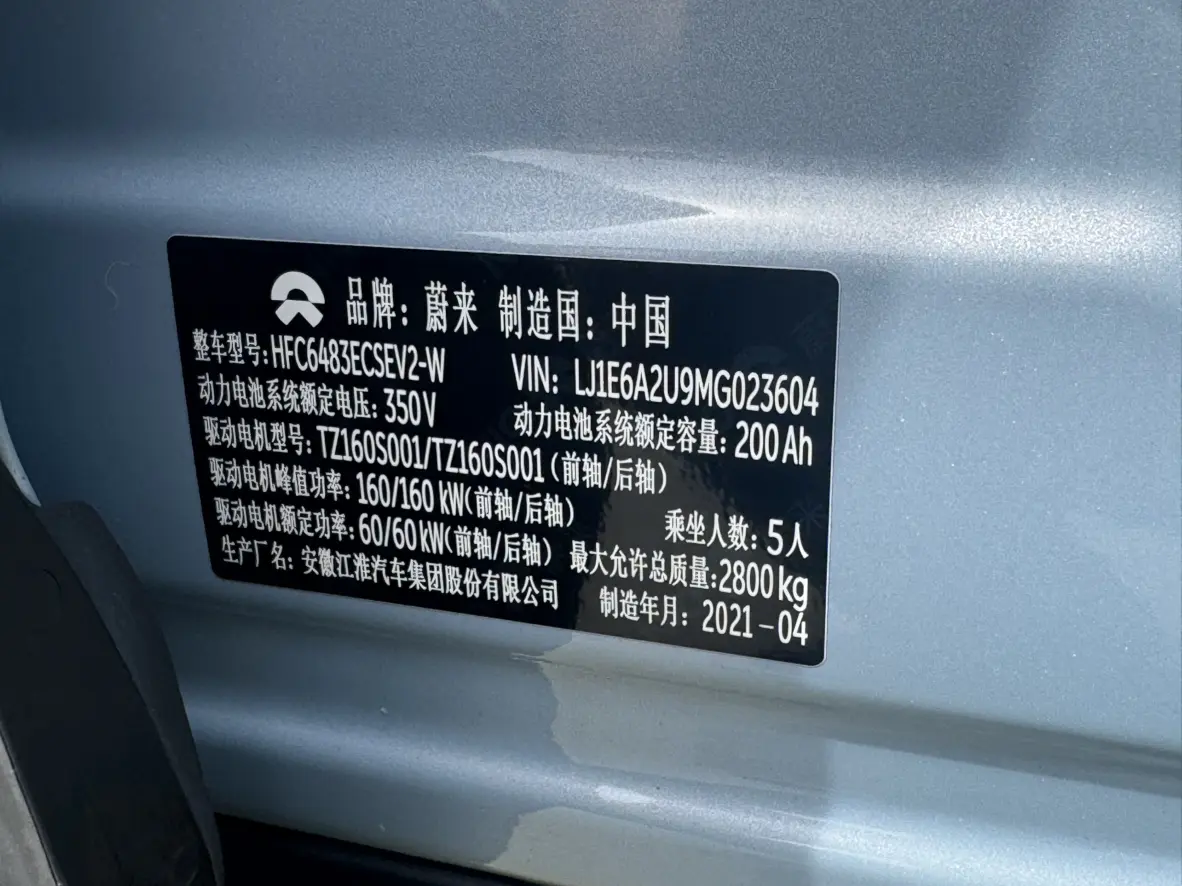 品牌：蔚来 制造国：中国
整车型号：HFC6483ECSEV2-W VIN：LJ1E6A2U9MG023604
动力电池系统额定电压：350V 动力电池系统额定容量：200Ah
驱动电机型号：TZ160S001/TZ160S001（前轴/后轴）
驱动电机峰值功率：160/160 kW（前轴/后轴） 乘坐人数：5人
驱动电机额定功率：60/60kW（前轴/后轴） 最大允许总质量：2800kg
生产厂名：安徽江淮汽车集团股份有限公司 制造年月：2021-04